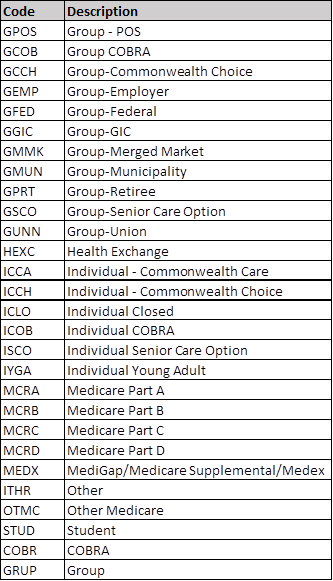 Code Description
GPOS Group - POS
GCOB Group COBRA
GCCH Group-Commonwealth Choice
GEMP Group-Employer
GFED Group-Federal
GGIC Group-GIC
GMMK Group-Merged Market
GMUN Group-Municipality
GPRT Group-Retiree
GSCO Group-Senior Care Option
GUNN Group-Union
HEXC Health Exchange
ICCA Individual - Commonwealth Care
ICCH Individual - Commonwealth Choice
ICLO Individual Closed
ICOB Individual COBRA
ISCO Individual Senior Care Option
IYGA Individual Young Adult
MCRA Medicare Part A
MCRB Medicare Part B
MCRC Medicare Part C
MCRD Medicare Part D
MEDX MediGap/Medicare Supplemental/Medex
ITHR Other
OTMC Other Medicare
STUD Student
COBR COBRA
GRUP Group